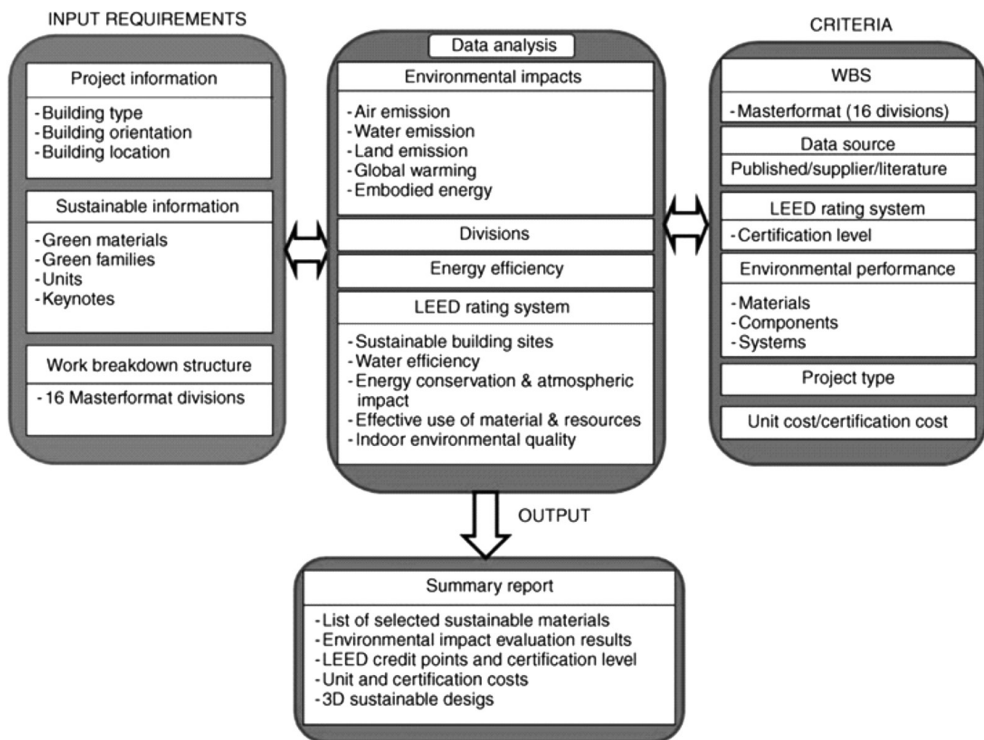 INPUT REQUIREMENTS
Project information
- Building type
- Building orientation
- Building location
Sustainable information
- Green materials
- Green families
- Units
- Keynotes
Work breakdown structure
- 16 Masterformat divisions
Data analysis
Environmental impacts
- Air emission
- Water emission
- Land emission
- Global warming
- Embodied energy
Divisions
Energy efficiency
LEED rating system
- Sustainable building sites
- Water efficiency
- Energy conservation & atmospheric
impact
- Effective use of material & resources
- Indoor environmental quality
CRITERIA
WBS
- Masterformat (16 divisions)
Data source
Published/supplier/literature
LEED rating system
- Certification level
Environmental performance
- Materials
- Components
- Systems
Project type
Unit cost/certification cost
OUTPUT
Summary report
- List of selected sustainable materials
- Environmental impact evaluation results
- LEED credit points and certification level
- Unit and certification costs
- 3D sustainable desigs